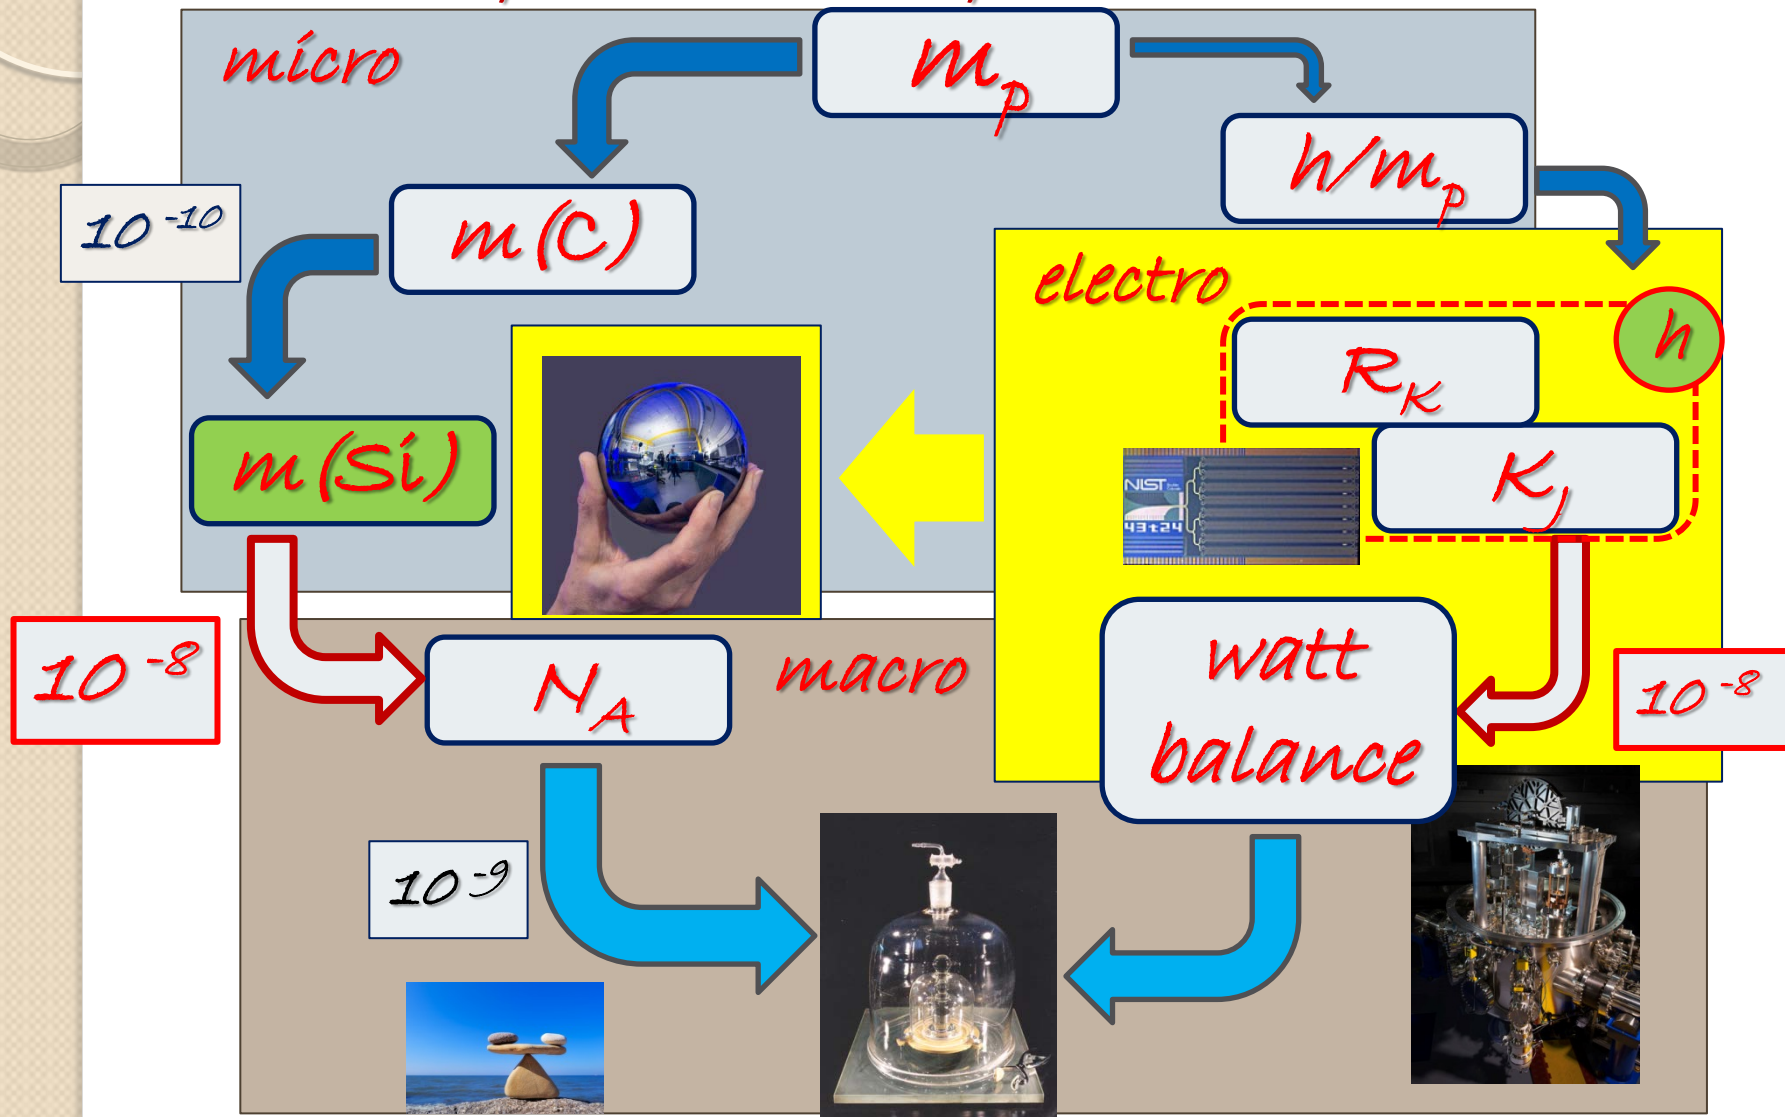 micro
m_p
h/m_p
10^-10
m(C)
electro
h
R_K
m(Si)
K_J
NIST
43t24
10^-8
N_A
macro
watt
balance
10^-8
10^-9